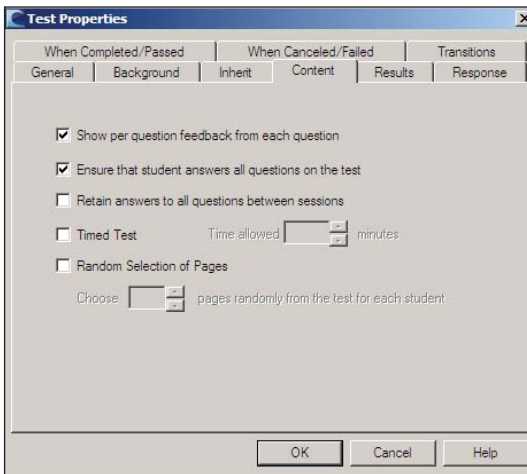 Test Properties
When Completed/Passed When Canceled/Failed Transitions
General Background Inherit Content Results Response
Show per question feedback from each question
Ensure that student answers all questions on the test
Retain answers to all questions between sessions
Timed Test Time allowed minutes
Random Selection of Pages
Choose pages randomly from the test for each student
OK Cancel Help